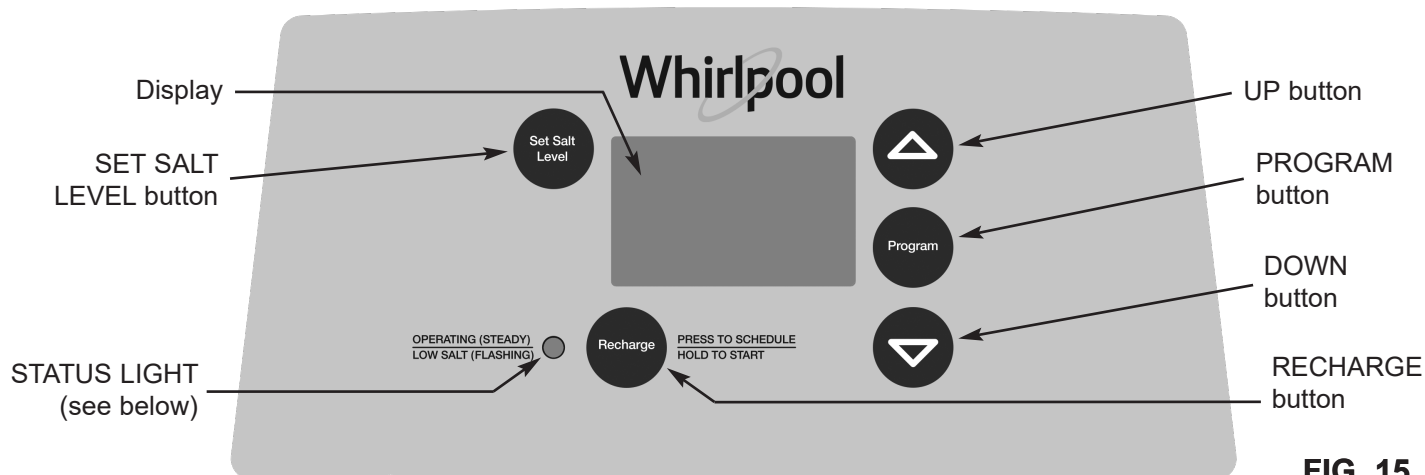 Whirlpool
Display
UP button
Set Salt
Level
SET SALT
LEVEL button
PROGRAM
button
Program
DOWN
button
OPERATING (STEADY)
LOW SALT (FLASHING)
Recharge
PRESS TO SCHEDULE
HOLD TO START
STATUS LIGHT
(see below)
RECHARGE
button
FIG. 15